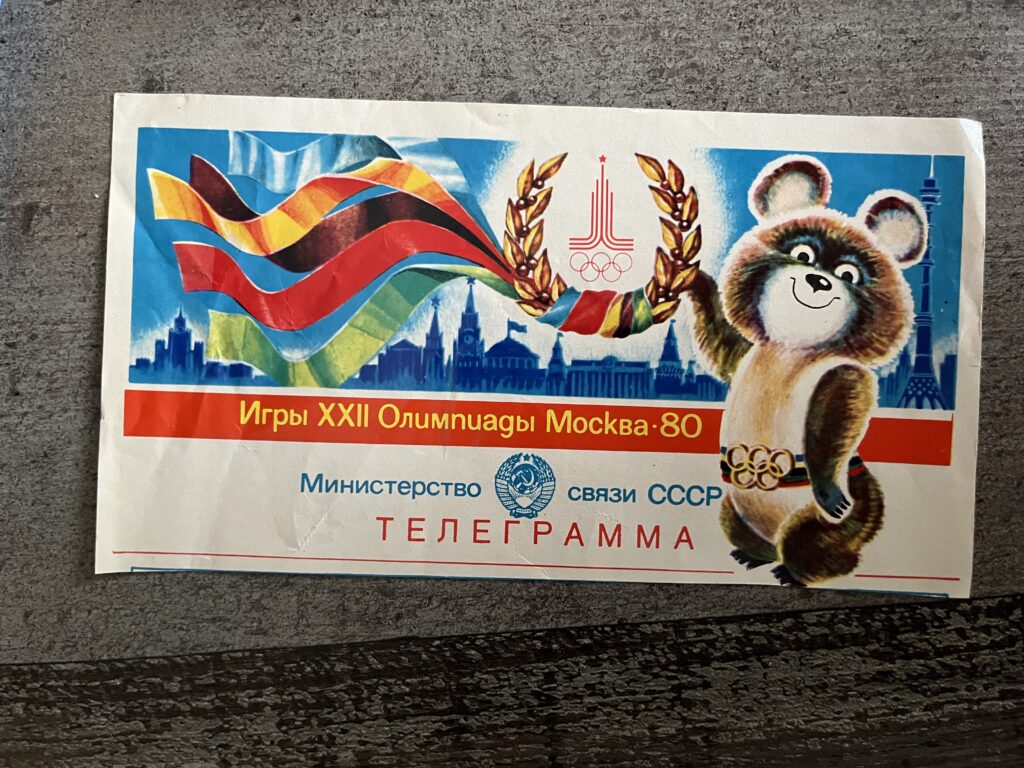 Игры XXII Олимпиады Москва·80
Министерство связи СССР
ТЕЛЕГРАММА